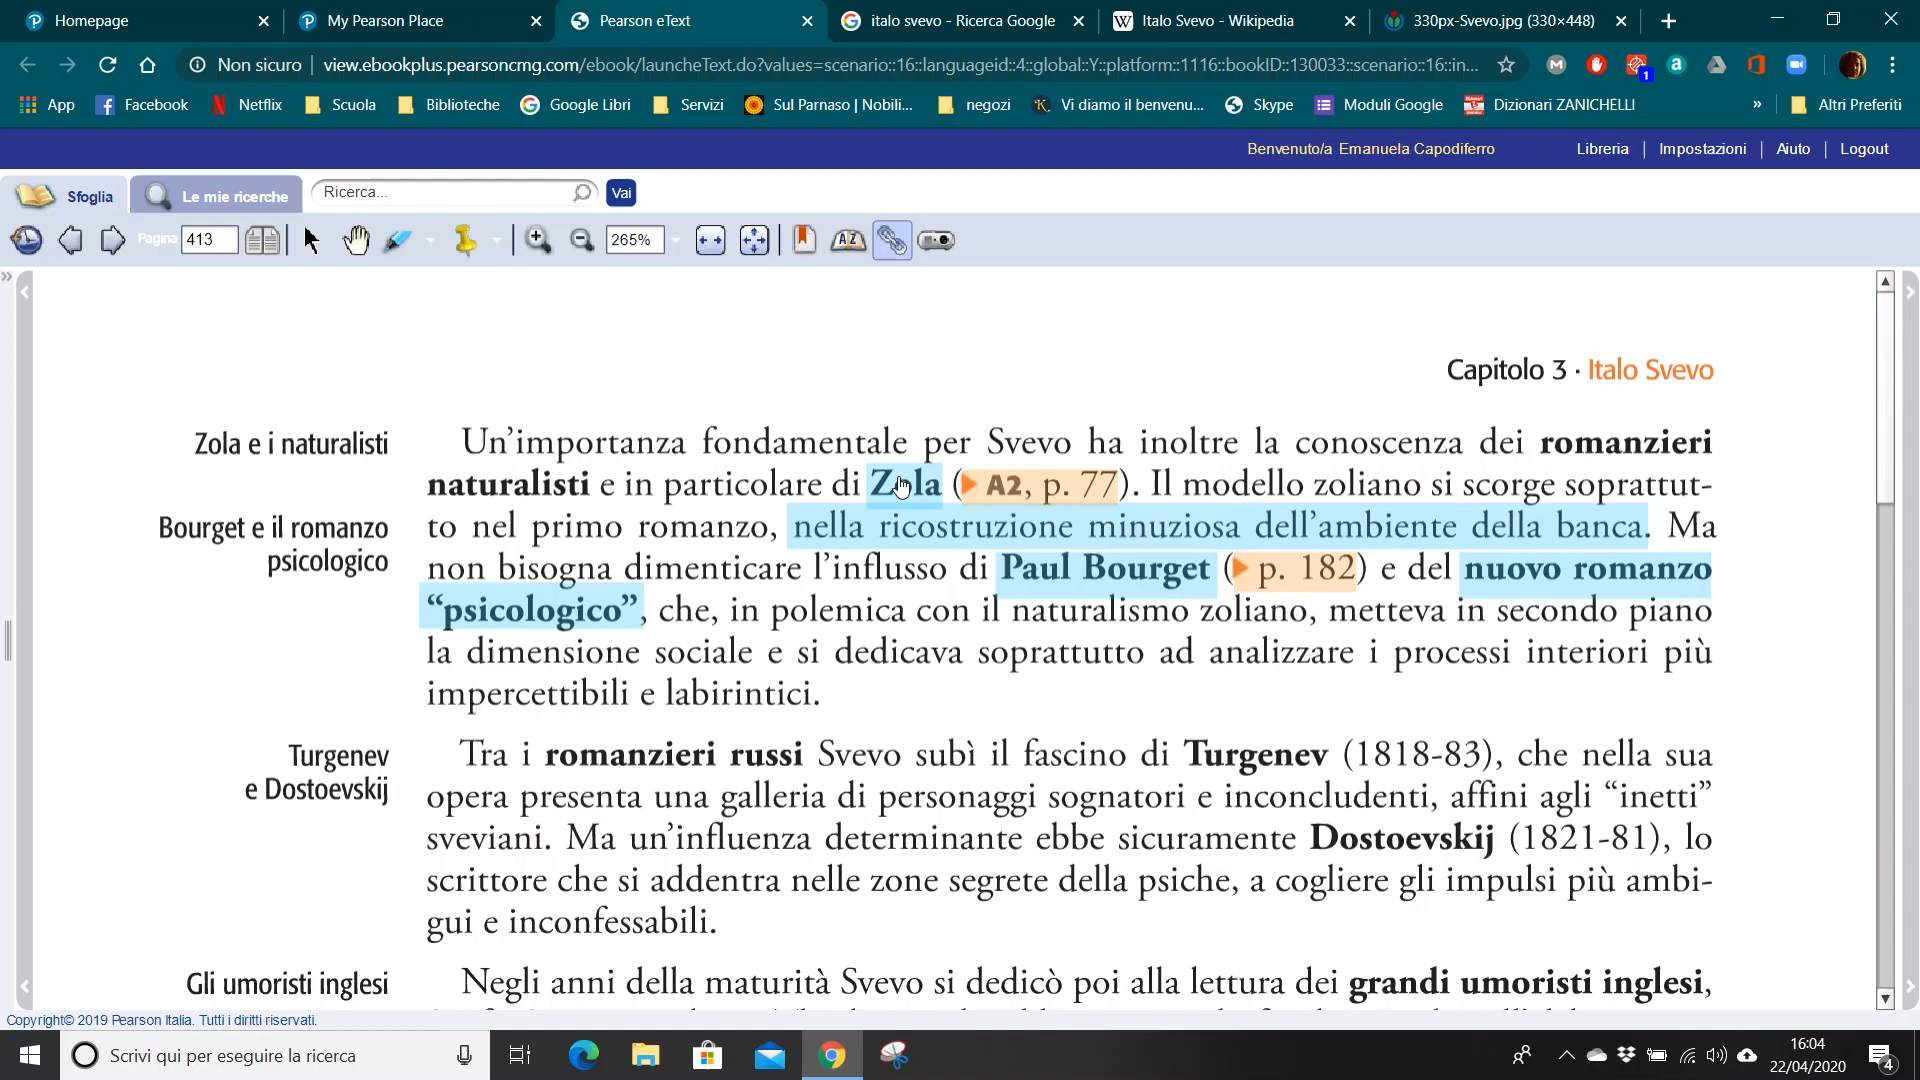 Homepage
My Pearson Place
Pearson eText
italo svevo - Ricerca Google
Italo Svevo - Wikipedia
330px-Svevo.jpg (330×448)
Non sicuro
view.ebookplus.pearsoncmg.com/ebook/launcheText.do?values=scenario::16::languageid::4::global::Y::platform::1116::bookID::130033::scenario::16::in...
App
Facebook
Netflix
Scuola
Biblioteche
Google Libri
Servizi
Sul Parnaso | Nobili...
negozi
Vi diamo il benvenu...
Skype
Moduli Google
Dizionari ZANICHELLI
»
Altri Preferiti
Benvenuto/a Emanuela Capodiferro
Libreria | Impostazioni | Aiuto | Logout
Sfoglia
Le mie ricerche
Ricerca...
Vai
Pagina 413
265%
A Z
Capitolo 3 · Italo Svevo
Zola e i naturalisti
Un'importanza fondamentale per Svevo ha inoltre la conoscenza dei romanzieri
naturalisti e in particolare di Zola (▶ A2, p. 77). Il modello zoliano si scorge soprattut-
to nel primo romanzo, nella ricostruzione minuziosa dell'ambiente della banca. Ma
Bourget e il romanzo
psicologico
non bisogna dimenticare l'influsso di Paul Bourget (▶ p. 182) e del nuovo romanzo
“psicologico”, che, in polemica con il naturalismo zoliano, metteva in secondo piano
la dimensione sociale e si dedicava soprattutto ad analizzare i processi interiori più
impercettibili e labirintici.
Turgenev
e Dostoevskij
Tra i romanzieri russi Svevo subì il fascino di Turgenev (1818-83), che nella sua
opera presenta una galleria di personaggi sognatori e inconcludenti, affini agli “inetti”
sveviani. Ma un'influenza determinante ebbe sicuramente Dostoevskij (1821-81), lo
scrittore che si addentra nelle zone segrete della psiche, a cogliere gli impulsi più ambi-
gui e inconfessabili.
Gli umoristi inglesi
Negli anni della maturità Svevo si dedicò poi alla lettura dei grandi umoristi inglesi,
Copyright© 2019 Pearson Italia. Tutti i diritti riservati.
Scrivi qui per eseguire la ricerca
16:04
22/04/2020
4